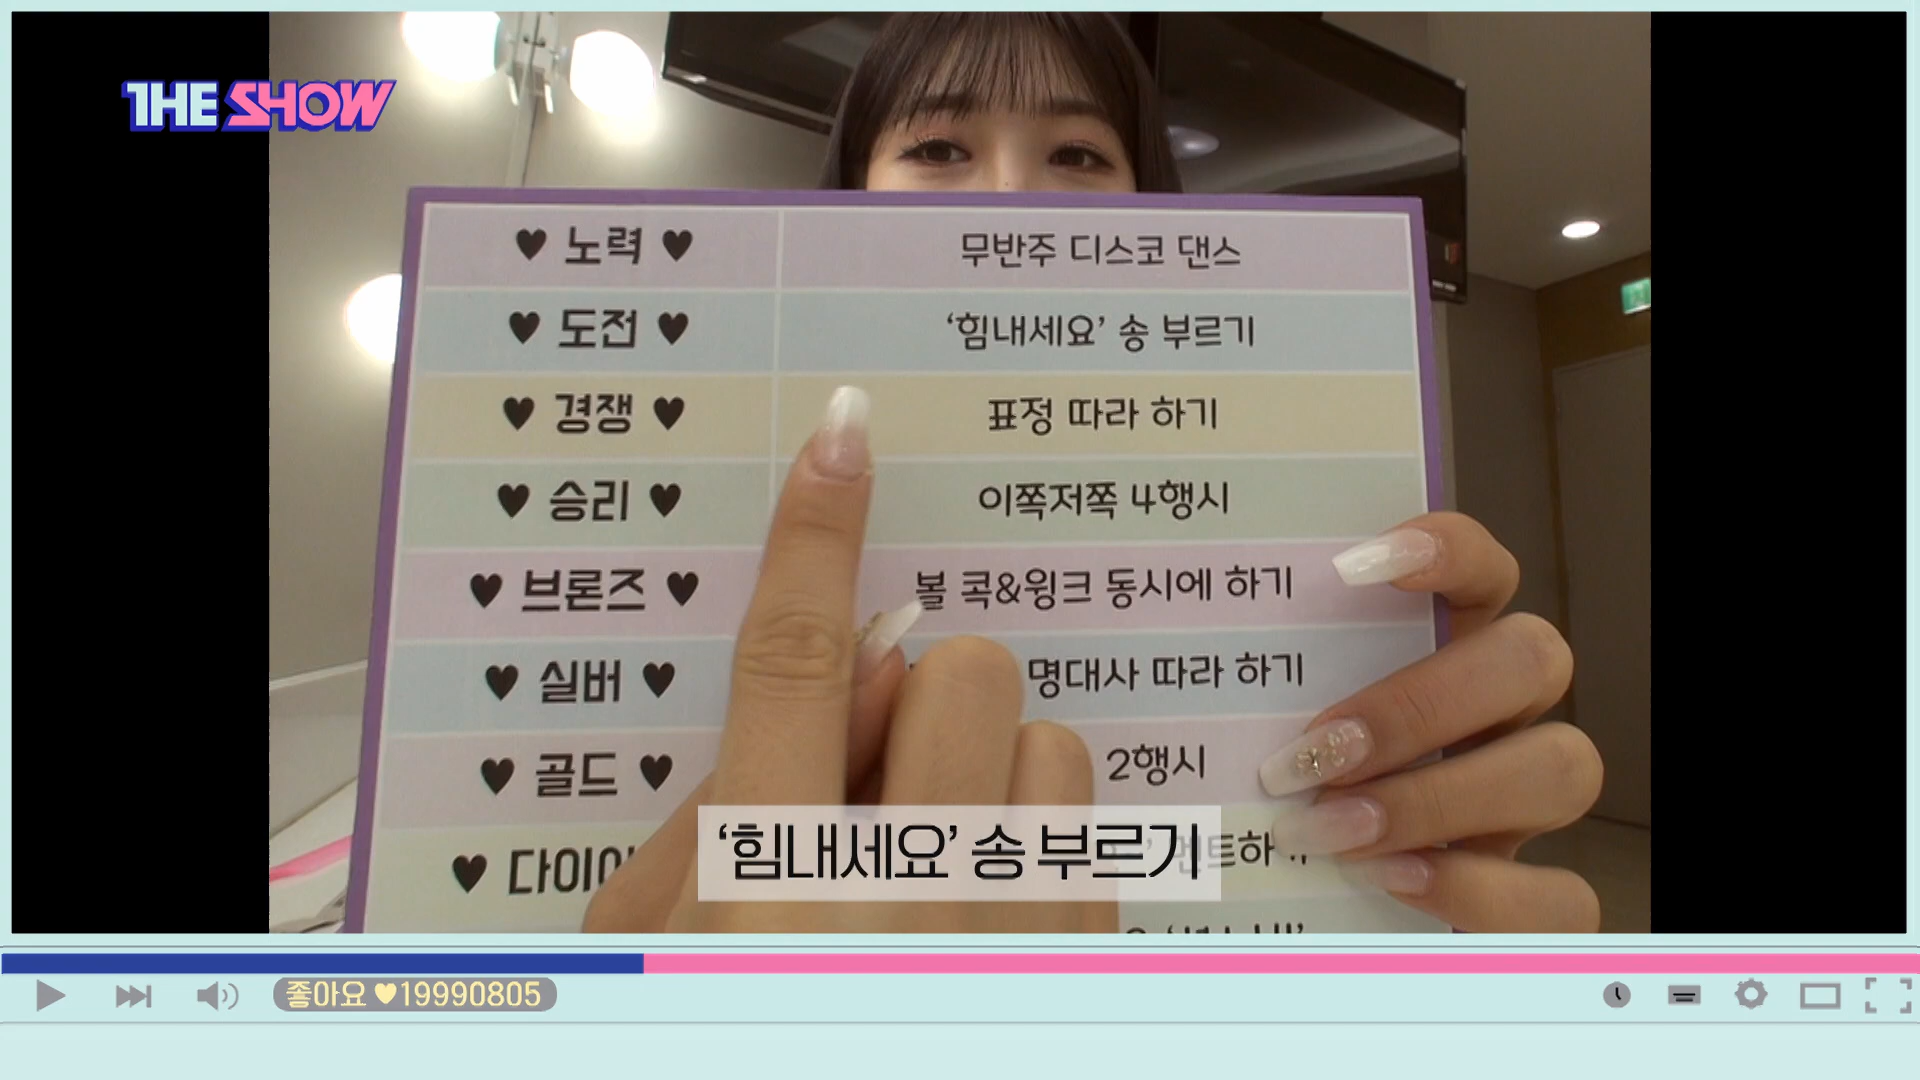 THE SHOW
♥ 노력 ♥ 무반주 디스코 댄스
♥ 도전 ♥ ‘힘내세요’ 송 부르기
♥ 경쟁 ♥ 표정 따라 하기
♥ 승리 ♥ 이쪽저쪽 4행시
♥ 브론즈 ♥ 볼 콕&윙크 동시에 하기
♥ 실버 ♥ 명대사 따라 하기
♥ 골드 ♥ 2행시
‘힘내세요’ 송 부르기
좋아요 ♥19990805